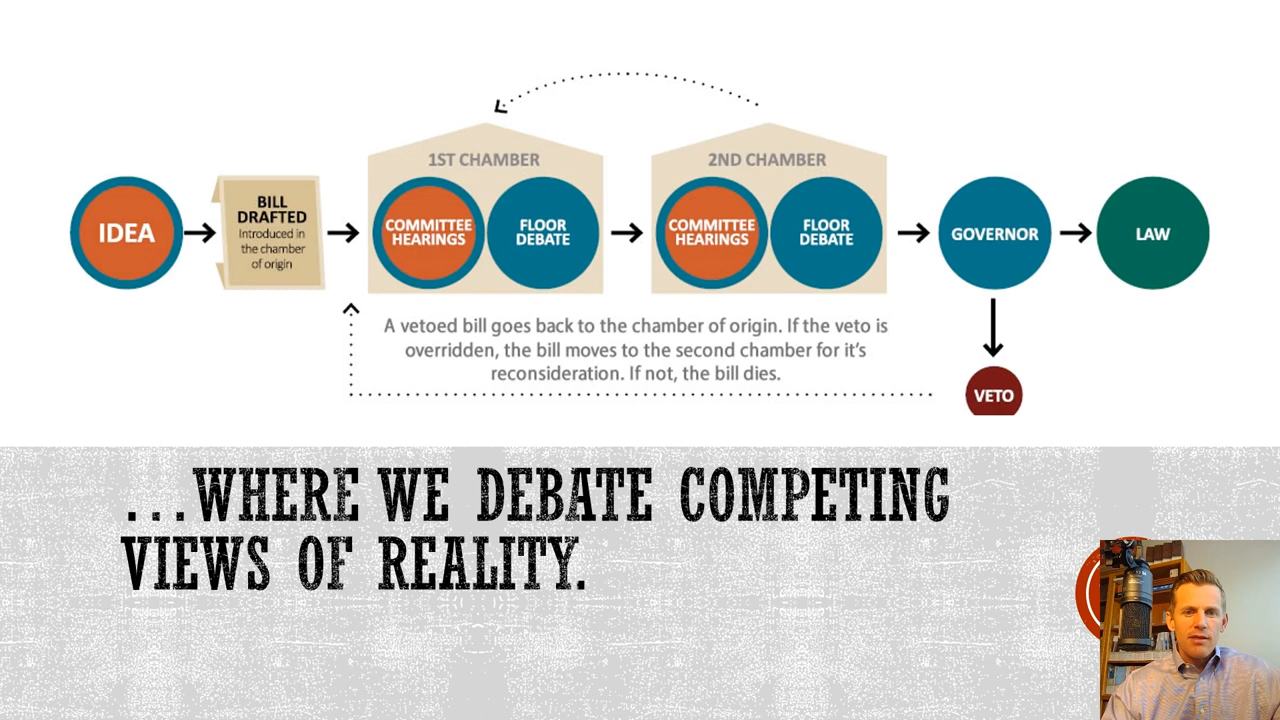 1ST CHAMBER
2ND CHAMBER
IDEA
BILL
DRAFTED
Introduced in
the chamber
of origin
COMMITTEE
HEARINGS
FLOOR
DEBATE
COMMITTEE
HEARINGS
FLOOR
DEBATE
GOVERNOR
LAW
A vetoed bill goes back to the chamber of origin. If the veto is
overridden, the bill moves to the second chamber for it's
reconsideration. If not, the bill dies.
VETO
...WHERE WE DEBATE COMPETING
VIEWS OF REALITY.